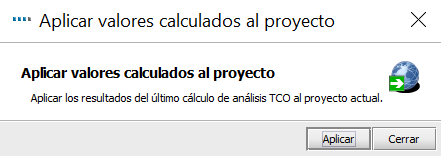 Aplicar valores calculados al proyecto
Aplicar valores calculados al proyecto
Aplicar los resultados del último cálculo de análisis TCO al proyecto actual.
Aplicar
Cerrar